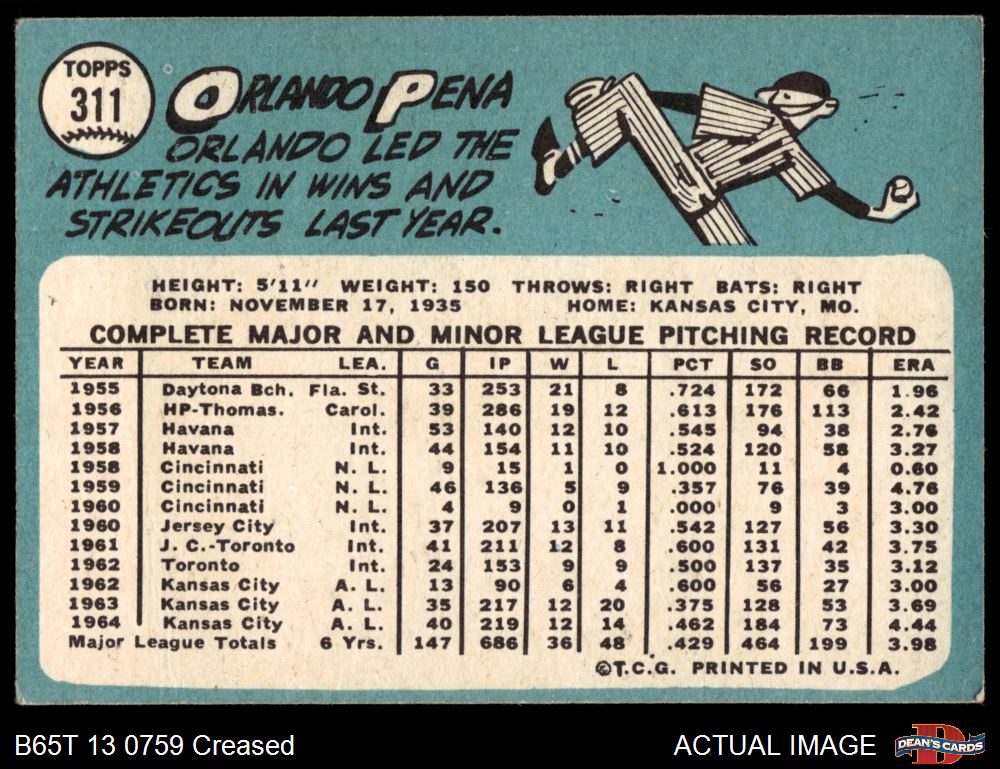 TOPPS
311
ORLANDO PENA
ORLANDO LED THE
ATHLETICS IN WINS AND
STRIKEOUTS LAST YEAR.
HEIGHT: 5'11" WEIGHT: 150 THROWS: RIGHT BATS: RIGHT
BORN: NOVEMBER 17, 1935 HOME: KANSAS CITY, MO.
COMPLETE MAJOR AND MINOR LEAGUE PITCHING RECORD
YEAR TEAM LEA. G IP W L PCT SO BB ERA
1955 Daytona Bch. Fla. St. 33 253 21 8 .724 172 66 1.96
1956 HP-Thomas. Carol. 39 286 19 12 .613 176 113 2.42
1957 Havana Int. 53 140 12 10 .545 94 38 2.76
1958 Havana Int. 44 154 11 10 .524 120 58 3.27
1958 Cincinnati N. L. 9 15 1 0 1.000 11 4 0.60
1959 Cincinnati N. L. 46 136 5 9 .357 76 39 4.76
1960 Cincinnati N. L. 4 9 0 1 .000 9 3 3.00
1960 Jersey City Int. 37 207 13 11 .542 127 56 3.30
1961 J. C.-Toronto Int. 41 211 12 8 .600 131 42 3.75
1962 Toronto Int. 24 153 9 9 .500 137 35 3.12
1962 Kansas City A. L. 13 90 6 4 .600 56 27 3.00
1963 Kansas City A. L. 35 217 12 20 .375 128 53 3.69
1964 Kansas City A. L. 40 219 12 14 .462 184 73 4.44
Major League Totals 6 Yrs. 147 686 36 48 .429 464 199 3.98
©T.C.G. PRINTED IN U.S.A.
B65T 13 0759 Creased
ACTUAL IMAGE
D
DEAN'S CARDS